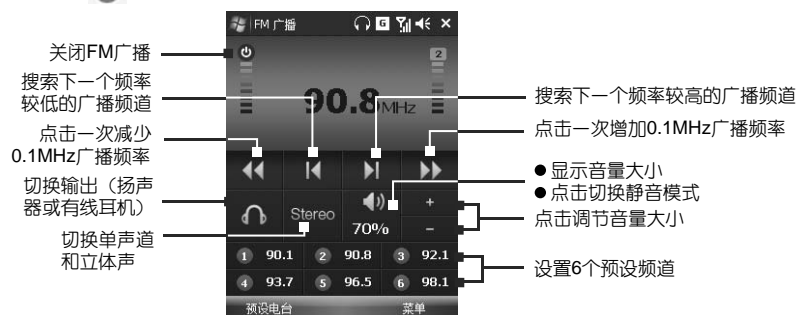 FM 广播
G
关闭FM广播
搜索下一个频率
较低的广播频道
点击一次减少
0.1MHz广播频率
切换输出（扬声
器或有线耳机）
切换单声道
和立体声
2
90.8MHz
Stereo
70%
+
-
1 90.1 2 90.8 3 92.1
4 93.7 5 96.5 6 98.1
预设电台 菜单
搜索下一个频率较高的广播频道
点击一次增加0.1MHz广播频率
●显示音量大小
●点击切换静音模式
点击调节音量大小
设置6个预设频道